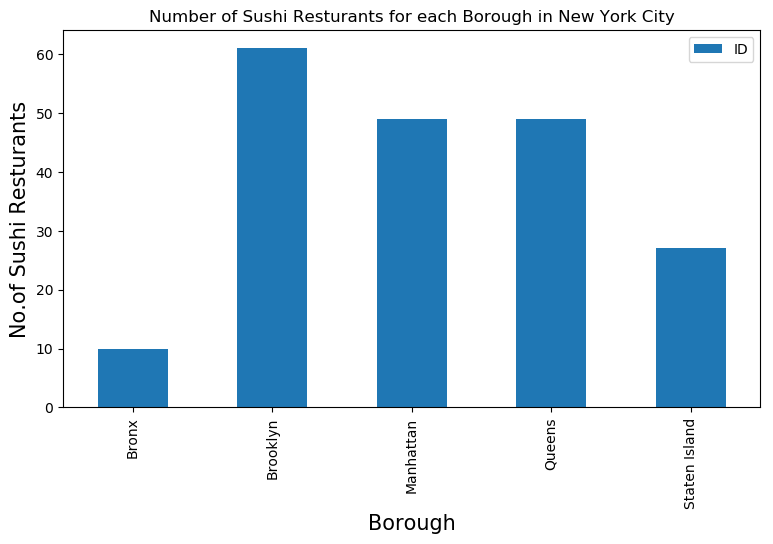 Number of Sushi Resturants for each Borough in New York City
ID
No.of Sushi Resturants
60
50
40
30
20
10
0
Bronx
Brooklyn
Manhattan
Queens
Staten Island
Borough